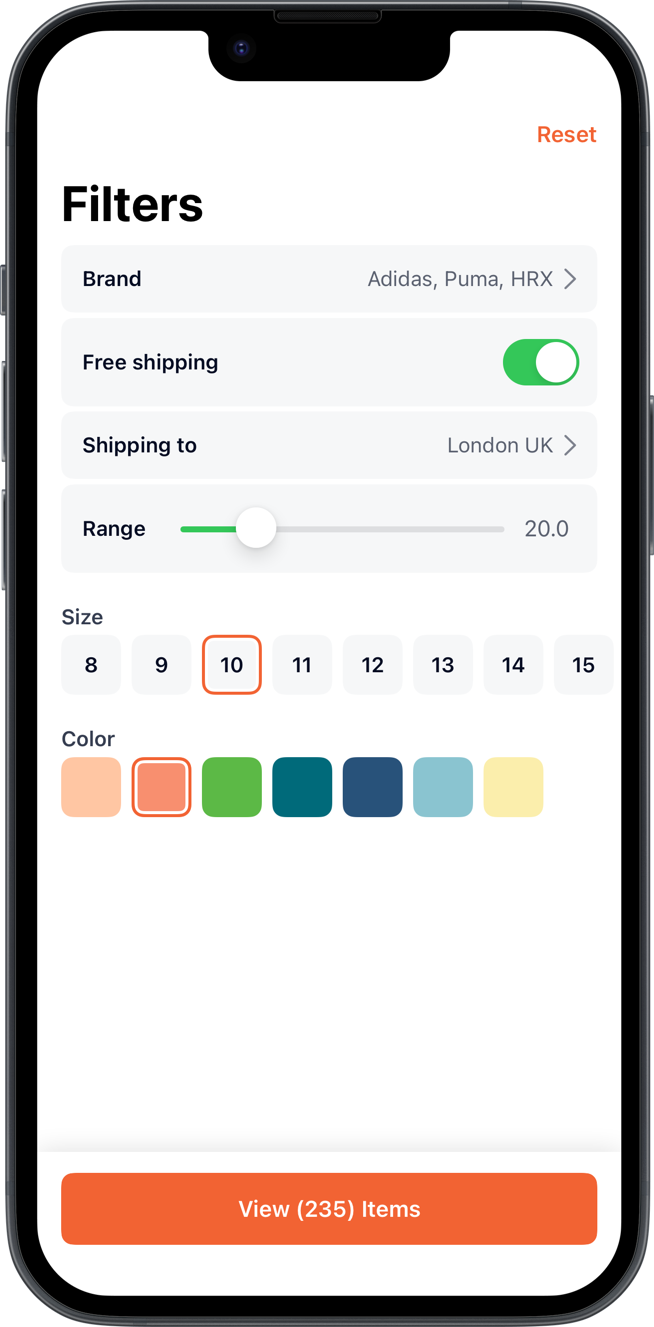 Reset
Filters
Brand Adidas, Puma, HRX
Free shipping
Shipping to London UK
Range 20.0
Size
8 9 10 11 12 13 14 15
Color
View (235) Items